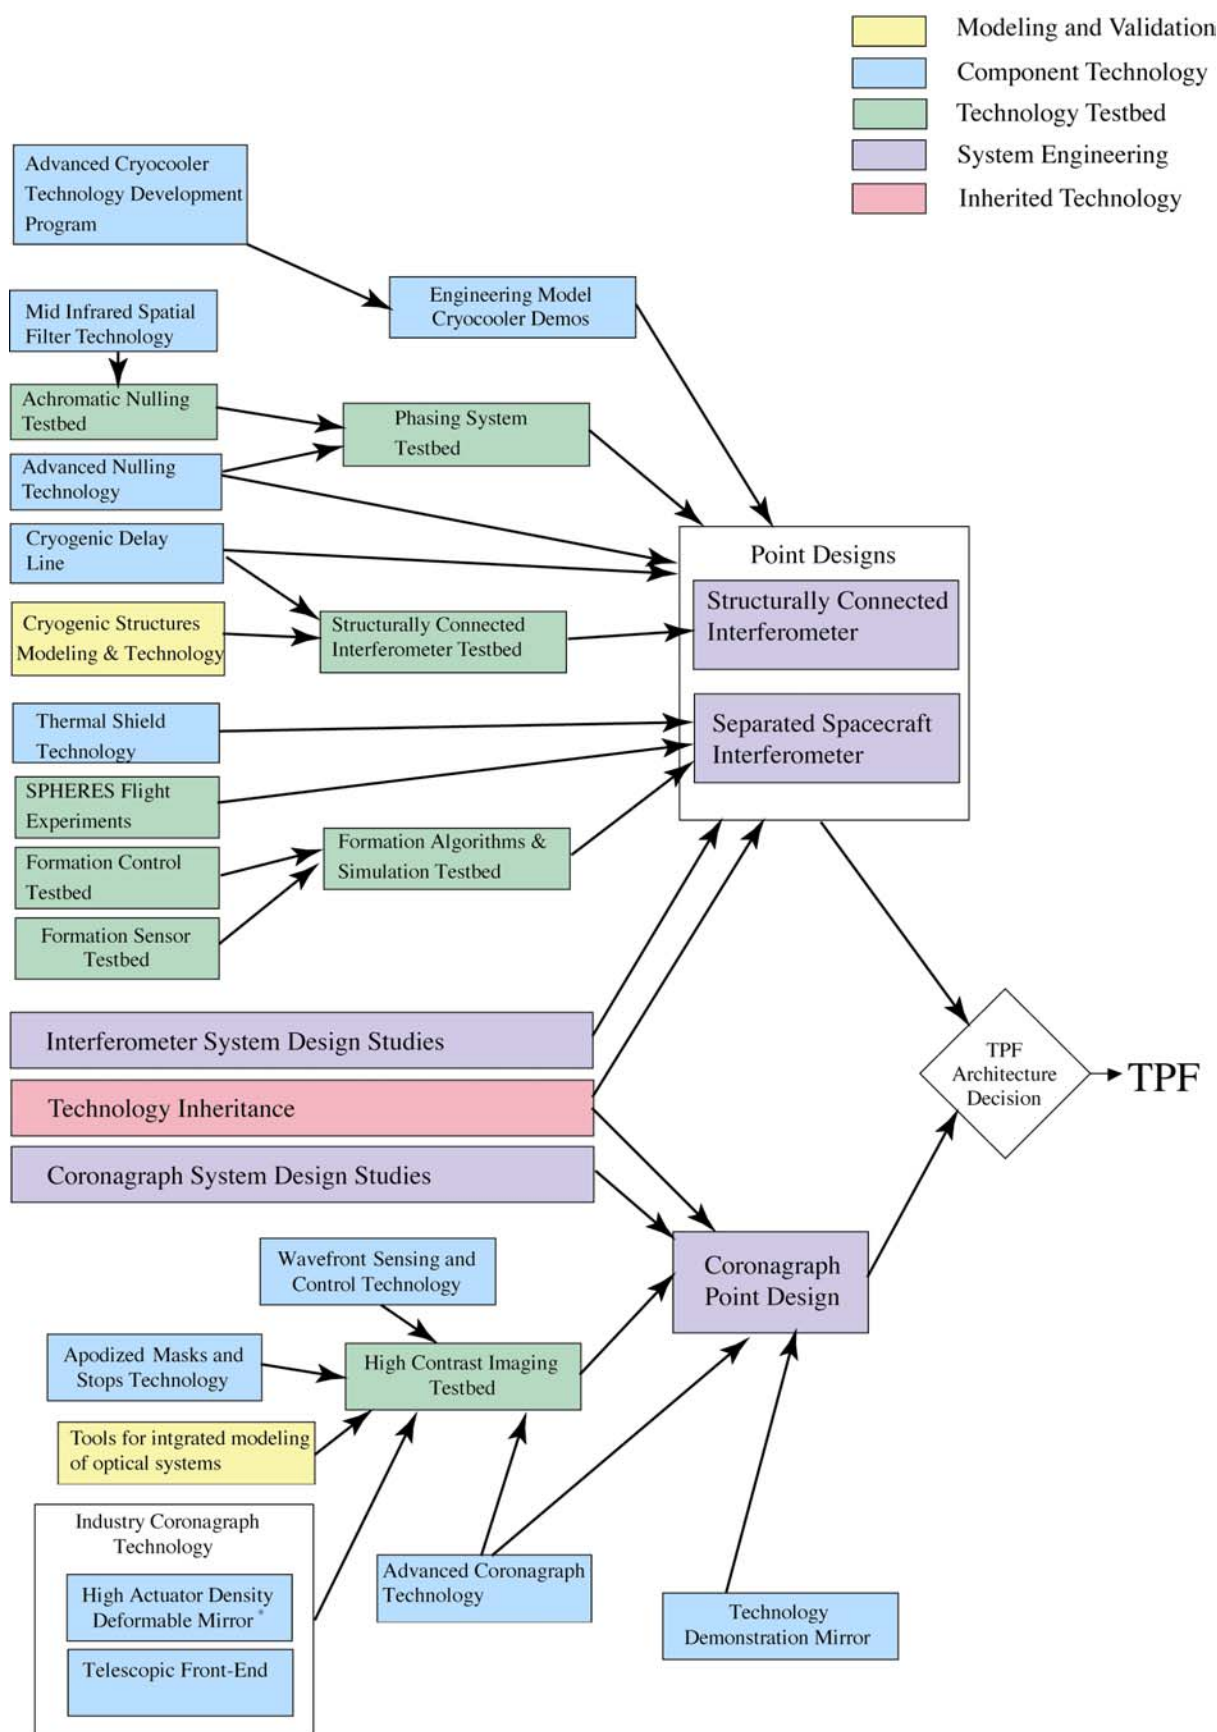 Modeling and Validation
Component Technology
Technology Testbed
System Engineering
Inherited Technology
Advanced Cryocooler
Technology Development
Program
Engineering Model
Cryocooler Demos
Mid Infrared Spatial
Filter Technology
Achromatic Nulling
Testbed
Phasing System
Testbed
Advanced Nulling
Technology
Cryogenic Delay
Line
Point Designs
Structurally Connected
Interferometer
Cryogenic Structures
Modeling & Technology
Structurally Connected
Interferometer Testbed
Thermal Shield
Technology
Separated Spacecraft
Interferometer
SPHERES Flight
Experiments
Formation Algorithms &
Simulation Testbed
Formation Control
Testbed
Formation Sensor
Testbed
Interferometer System Design Studies
Technology Inheritance
Coronagraph System Design Studies
TPF
Architecture
Decision
TPF
Wavefront Sensing and
Control Technology
Coronagraph
Point Design
Apodized Masks and
Stops Technology
High Contrast Imaging
Testbed
Tools for intgrated modeling
of optical systems
Industry Coronagraph
Technology
High Actuator Density
Deformable Mirror *
Telescopic Front-End
Advanced Coronagraph
Technology
Technology
Demonstration Mirror